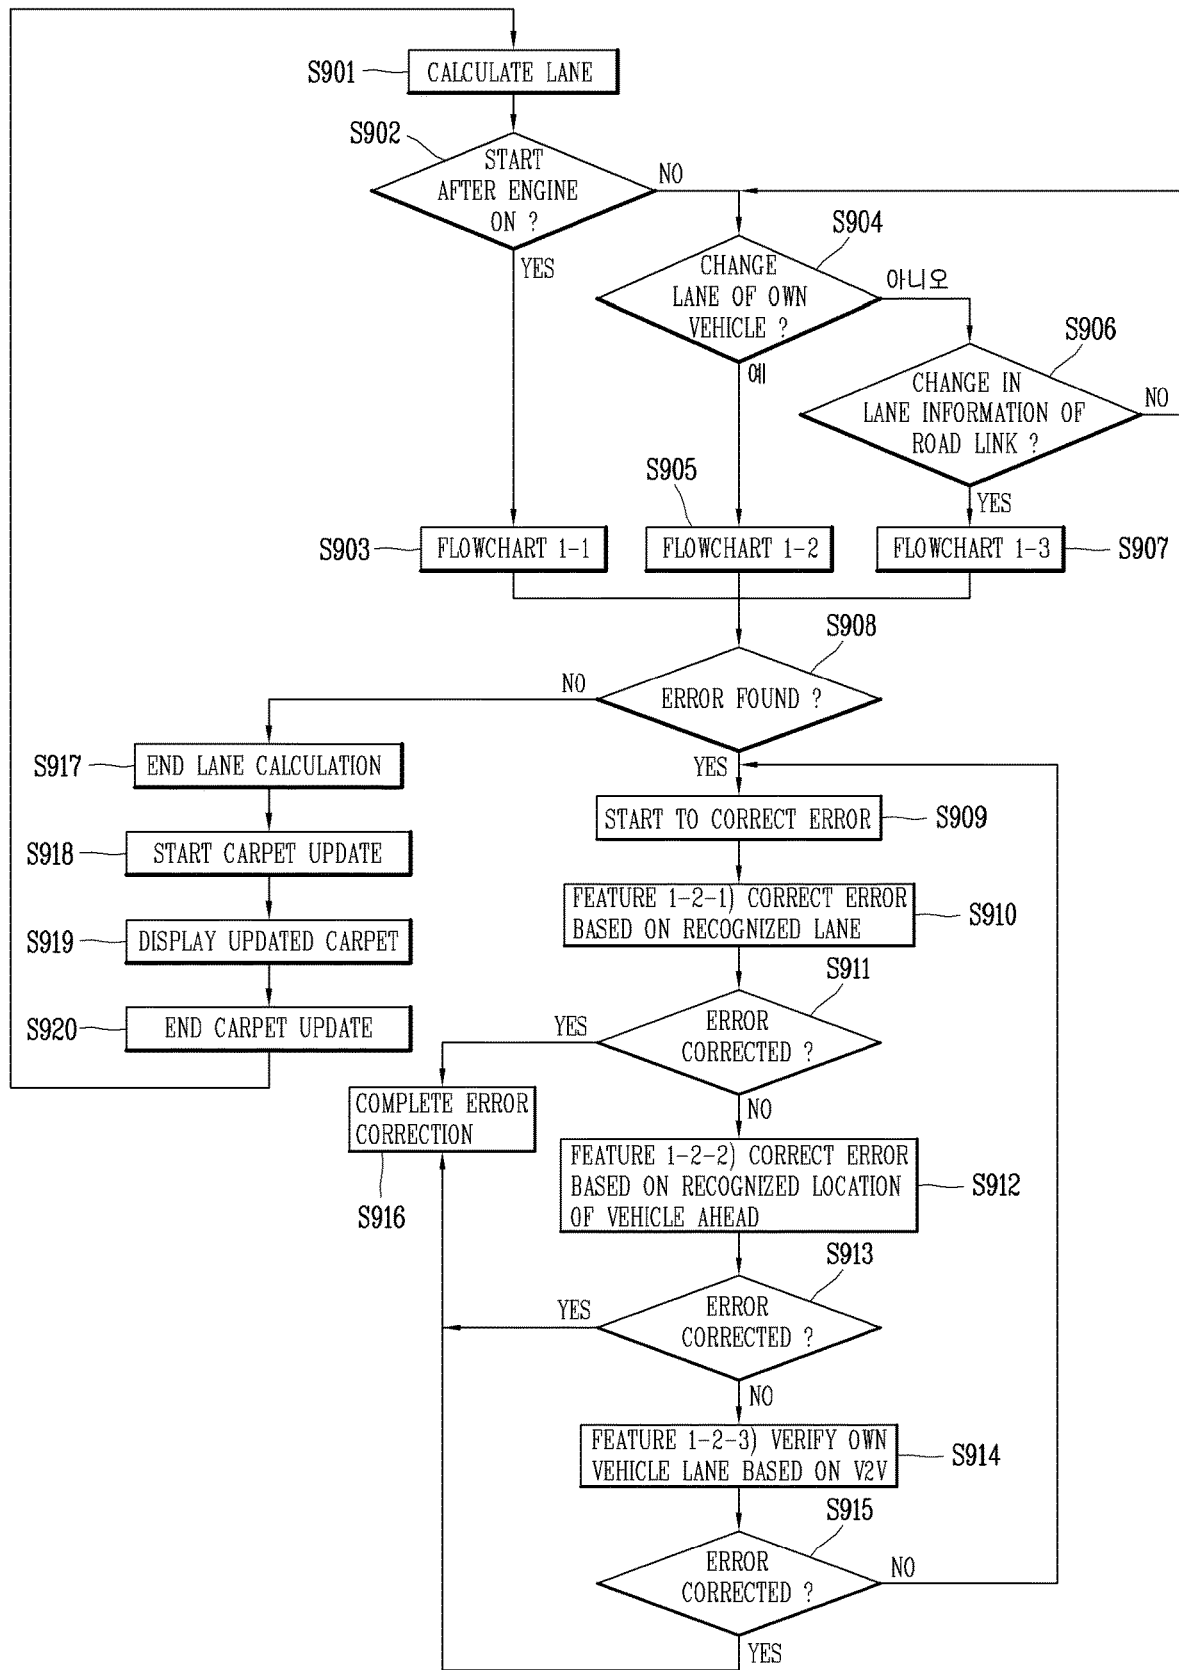 S901
CALCULATE LANE
S902
START
AFTER ENGINE
ON ?
NO
YES
S904
CHANGE
LANE OF OWN
VEHICLE ?
아니오
예
S906
CHANGE IN
LANE INFORMATION OF
ROAD LINK ?
NO
YES
S903
FLOWCHART 1-1
S905
FLOWCHART 1-2
FLOWCHART 1-3
S907
S908
ERROR FOUND ?
NO
YES
S917
END LANE CALCULATION
S909
START TO CORRECT ERROR
S918
START CARPET UPDATE
FEATURE 1-2-1) CORRECT ERROR
BASED ON RECOGNIZED LANE
S910
S919
DISPLAY UPDATED CARPET
S911
ERROR
CORRECTED ?
YES
NO
S920
END CARPET UPDATE
COMPLETE ERROR
CORRECTION
S916
FEATURE 1-2-2) CORRECT ERROR
BASED ON RECOGNIZED LOCATION
OF VEHICLE AHEAD
S912
S913
ERROR
CORRECTED ?
YES
NO
FEATURE 1-2-3) VERIFY OWN
VEHICLE LANE BASED ON V2V
S914
S915
ERROR
CORRECTED ?
NO
YES